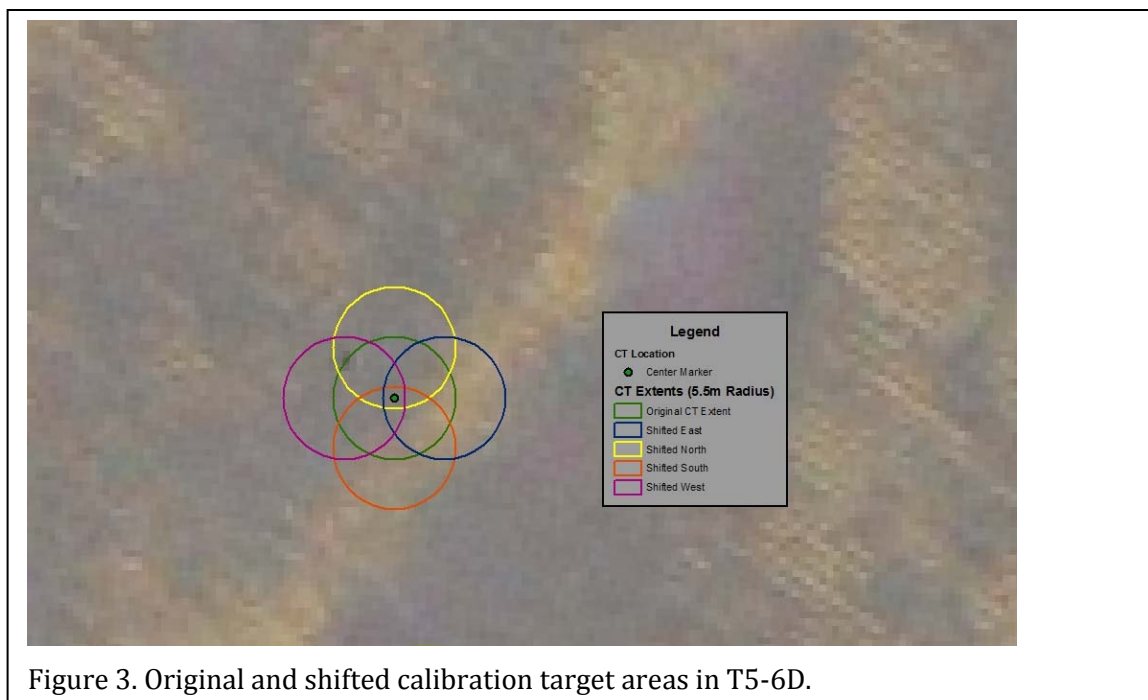 Legend
CT Location
Center Marker
CT Extents (5.5m Radius)
Original CT Extent
Shifted East
Shifted North
Shifted South
Shifted West
Figure 3. Original and shifted calibration target areas in T5-6D.